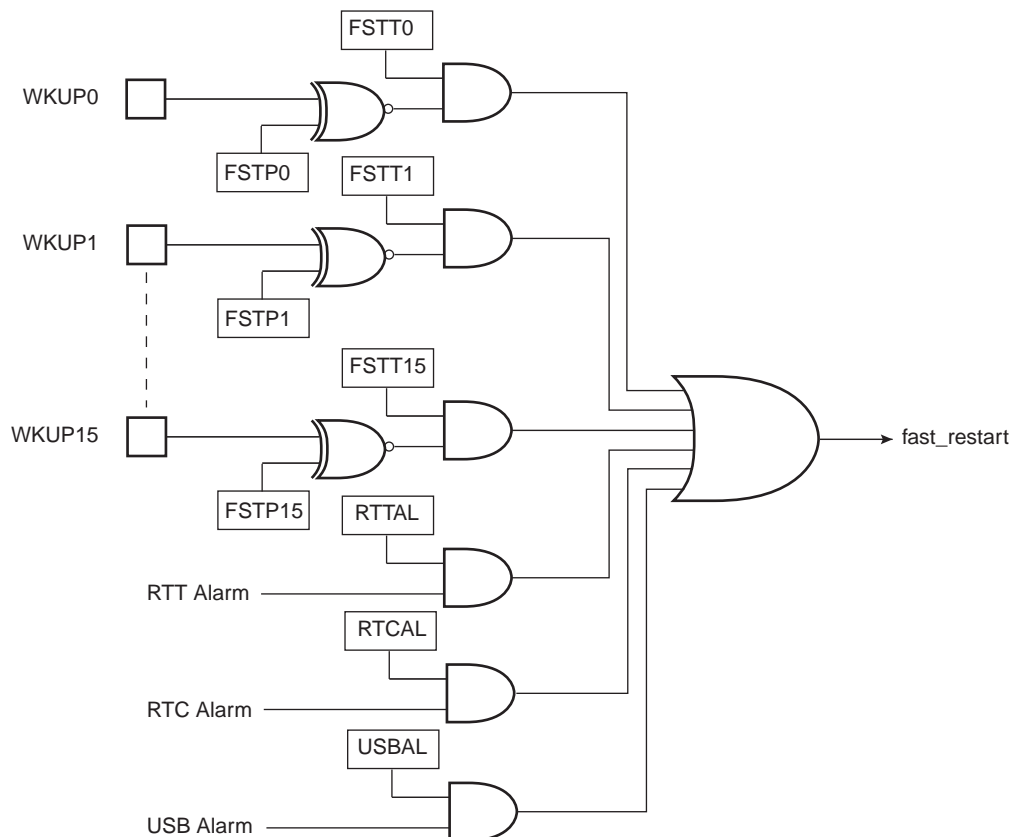 FSTT0
WKUP0
FSTP0
FSTT1
WKUP1
FSTP1
FSTT15
WKUP15
fast_restart
FSTP15
RTTAL
RTT Alarm
RTCAL
RTC Alarm
USBAL
USB Alarm